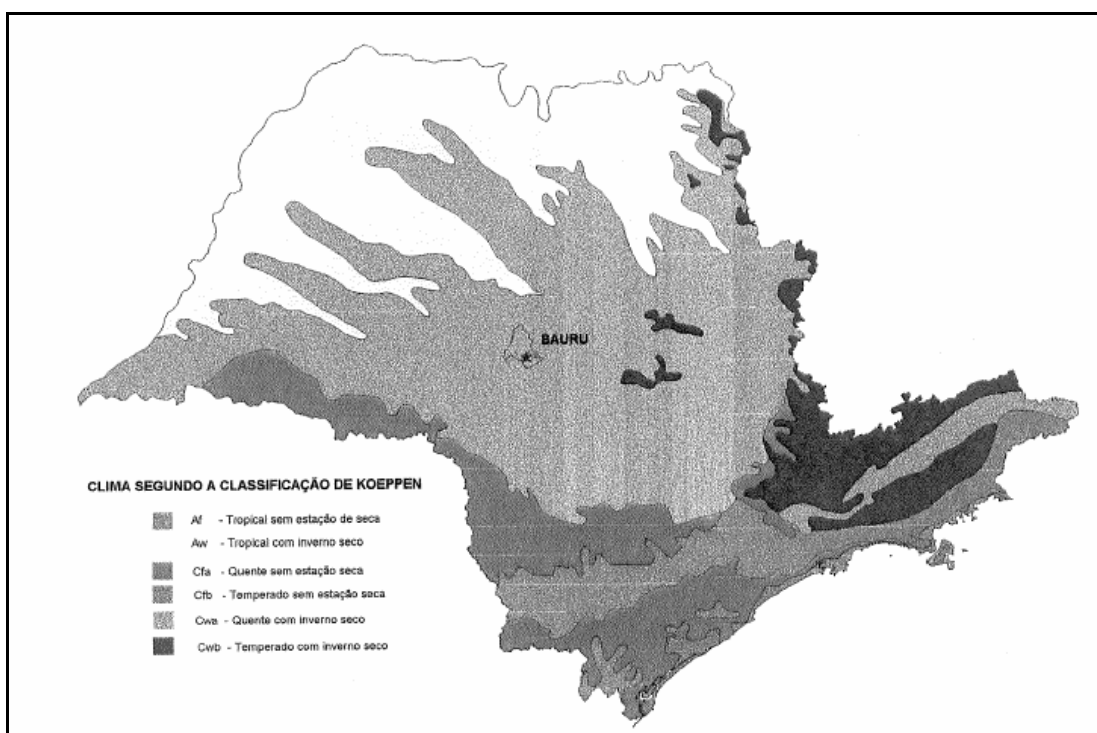 BAURU
CLIMA SEGUNDO A CLASSIFICAÇÃO DE KOEPPEN
Af - Tropical sem estação de seca
Aw - Tropical com inverno seco
Cfa - Quente sem estação seca
Cfb - Temperado sem estação seca
Cwa - Quente com inverno seco
Cwb - Temperado com inverno seco